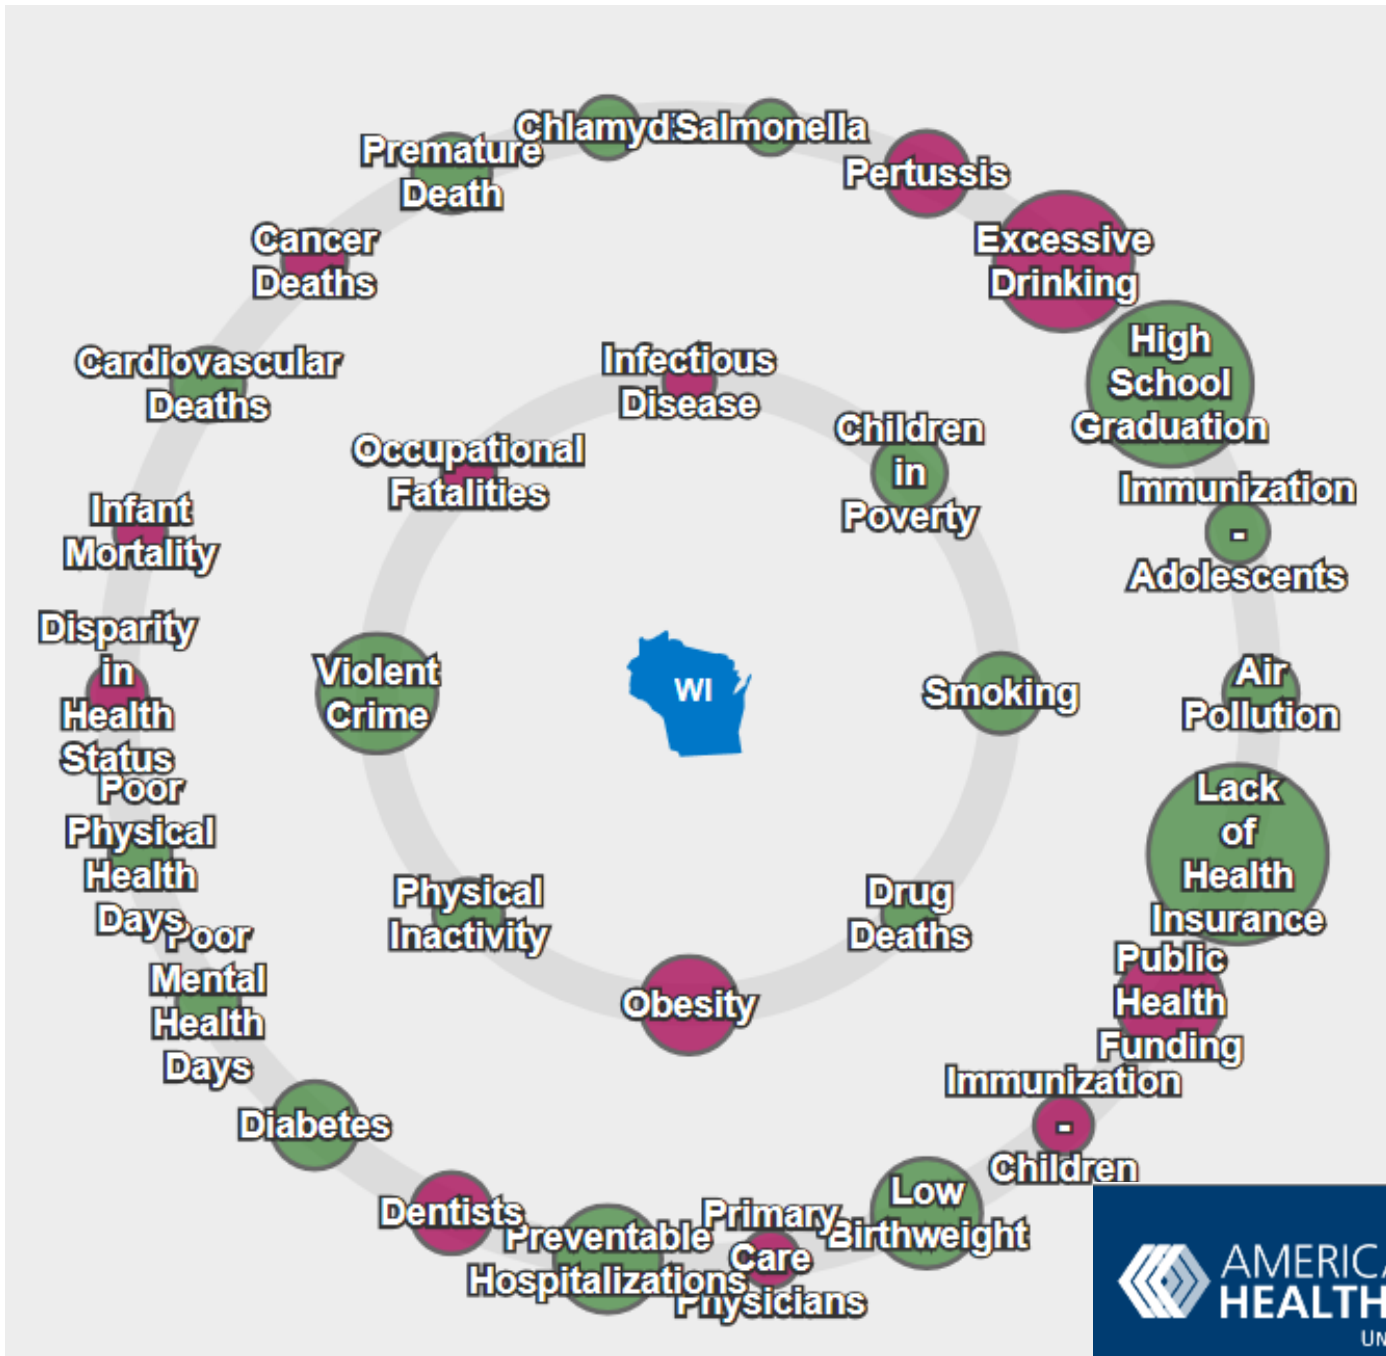 Chlamyd
Salmonella
Premature
Death
Pertussis
Cancer
Deaths
Excessive
Drinking
High
School
Graduation
Cardiovascular
Deaths
Infectious
Disease
Children
in
Poverty
Occupational
Fatalities
Immunization
-
Adolescents
Infant
Mortality
Disparity
in
Health
Status
Violent
Crime
WI
Smoking
Air
Pollution
Poor
Physical
Health
Days
Lack
of
Health
Insurance
Physical
Inactivity
Drug
Deaths
Poor
Mental
Health
Days
Obesity
Public
Health
Funding
Immunization
-
Children
Diabetes
Dentists
Preventable
Hospitalizations
Primary
Care
Physicians
Low
Birthweight
AMERICA
HEALTH
UN